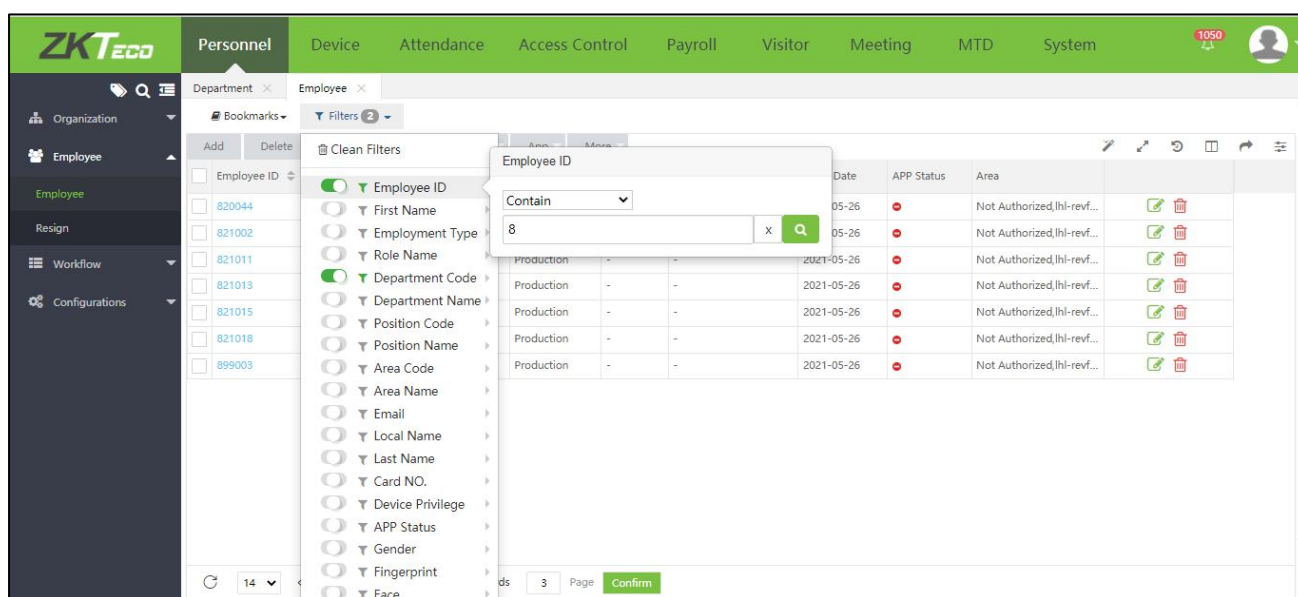 ZKTECO Personnel Device Attendance Access Control Payroll Visitor Meeting MTD System 1050
Department × Employee ×
Organization Bookmarks Filters 2
Add Delete Clean Filters More
Employee Employee ID
Employee ID Employee ID Date APP Status Area
Employee Contain
820044 First Name 05-26 Not Authorized,lhl-revf...
Resign 821002 Employment Type 8 x 05-26 Not Authorized,lhl-revf...
Workflow 821011 Role Name Production - - 2021-05-26 Not Authorized,lhl-revf...
821013 Department Code Production - - 2021-05-26 Not Authorized,lhl-revf...
Configurations Department Name
821015 Position Code Production - - 2021-05-26 Not Authorized,lhl-revf...
821018 Position Name Production - - 2021-05-26 Not Authorized,lhl-revf...
899003 Area Code Production - - 2021-05-26 Not Authorized,lhl-revf...
Area Name
Email
Local Name
Last Name
Card NO.
Device Privilege
APP Status
Gender
Fingerprint
14 ds 3 Page Confirm
Face